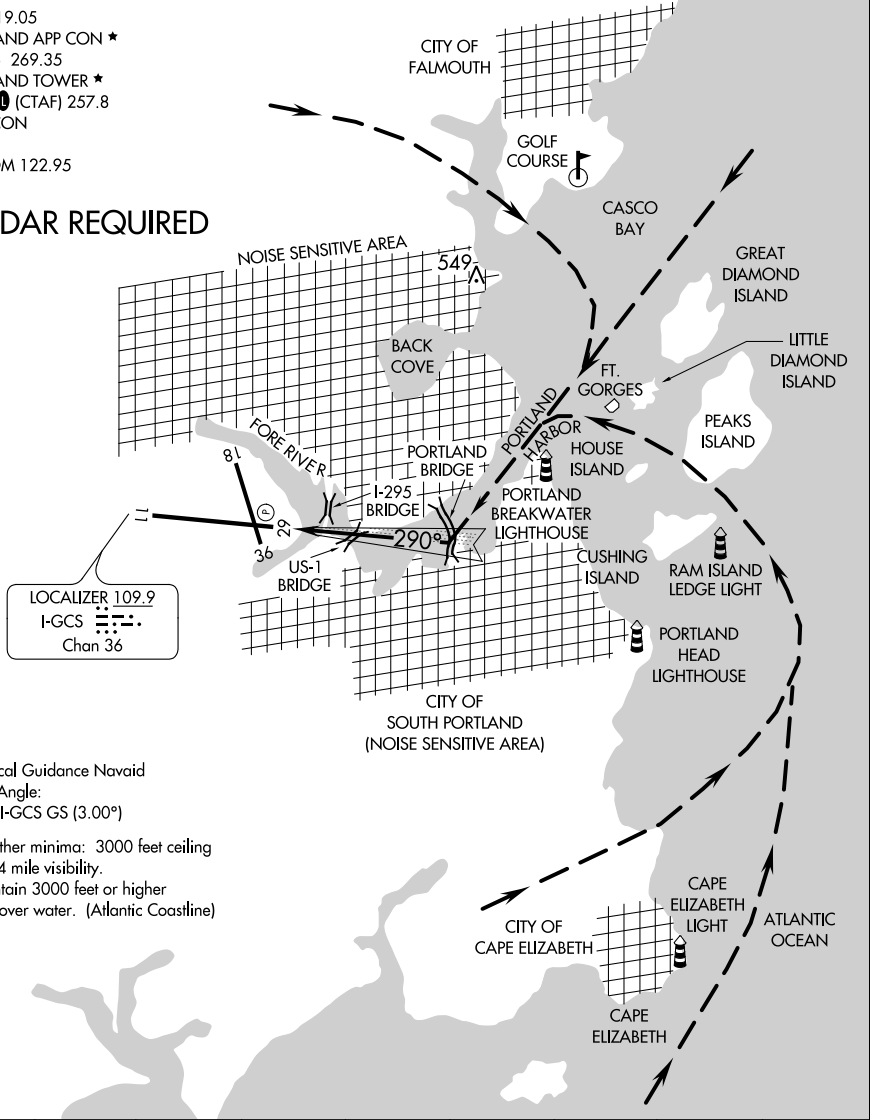 19.05
AND APP CON ★
269.35
AND TOWER ★
L (CTAF) 257.8
CON
OM 122.95
DAR REQUIRED
CITY OF
FALMOUTH
GOLF
COURSE
CASCO
BAY
NOISE SENSITIVE AREA
549
GREAT
DIAMOND
ISLAND
BACK
COVE
LITTLE
DIAMOND
ISLAND
FT.
GORGES
PORTLAND
HARBOR
PEAKS
ISLAND
FORE RIVER
HOUSE
ISLAND
PORTLAND
BRIDGE
18
I-295
BRIDGE
PORTLAND
BREAKWATER
LIGHTHOUSE
11
P
29
290°
36
US-1
BRIDGE
CUSHING
ISLAND
RAM ISLAND
LEDGE LIGHT
LOCALIZER 109.9
I-GCS
Chan 36
PORTLAND
HEAD
LIGHTHOUSE
CITY OF
SOUTH PORTLAND
(NOISE SENSITIVE AREA)
cal Guidance Navaid
Angle:
I-GCS GS (3.00°)
ther minima: 3000 feet ceiling
4 mile visibility.
ntain 3000 feet or higher
over water. (Atlantic Coastline)
CITY OF
CAPE ELIZABETH
CAPE
ELIZABETH
LIGHT
ATLANTIC
OCEAN
CAPE
ELIZABETH